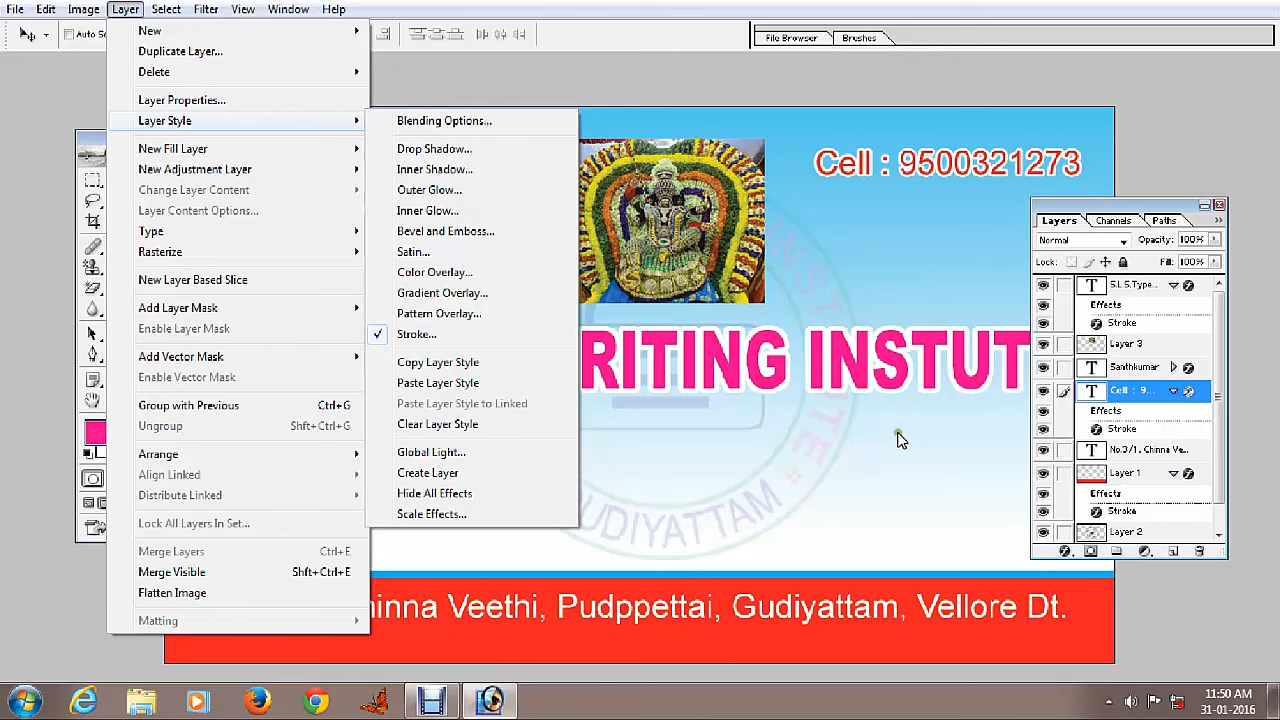 File Edit Image Layer Select Filter View Window Help
File Browser Brushes
New
Duplicate Layer...
Delete
Layer Properties...
Layer Style
New Fill Layer
New Adjustment Layer
Change Layer Content
Layer Content Options...
Type
Rasterize
New Layer Based Slice
Add Layer Mask
Enable Layer Mask
Add Vector Mask
Enable Vector Mask
Group with Previous Ctrl+G
Ungroup Shft+Ctrl+G
Arrange
Align Linked
Distribute Linked
Lock All Layers In Set...
Merge Layers Ctrl+E
Merge Visible Shft+Ctrl+E
Flatten Image
Matting
Blending Options...
Drop Shadow...
Inner Shadow...
Outer Glow...
Inner Glow...
Bevel and Emboss...
Satin...
Color Overlay...
Gradient Overlay...
Pattern Overlay...
Stroke...
Copy Layer Style
Paste Layer Style
Paste Layer Style to Linked
Clear Layer Style
Global Light...
Create Layer
Hide All Effects
Scale Effects...
Cell : 9500321273
RITING INSTUT
GUDIYATTAM
hinna Veethi, Pudppettai, Gudiyattam, Vellore Dt.
Layers Channels Paths
Normal Opacity: 100%
Lock: Fill: 100%
S.L.S.Type...
Effects
Stroke
Layer 3
Santhkumar
Cell : 9...
Effects
Stroke
No.3/1, Chinna Ve...
Layer 1
Effects
Stroke
Layer 2
11:50 AM
31-01-2016